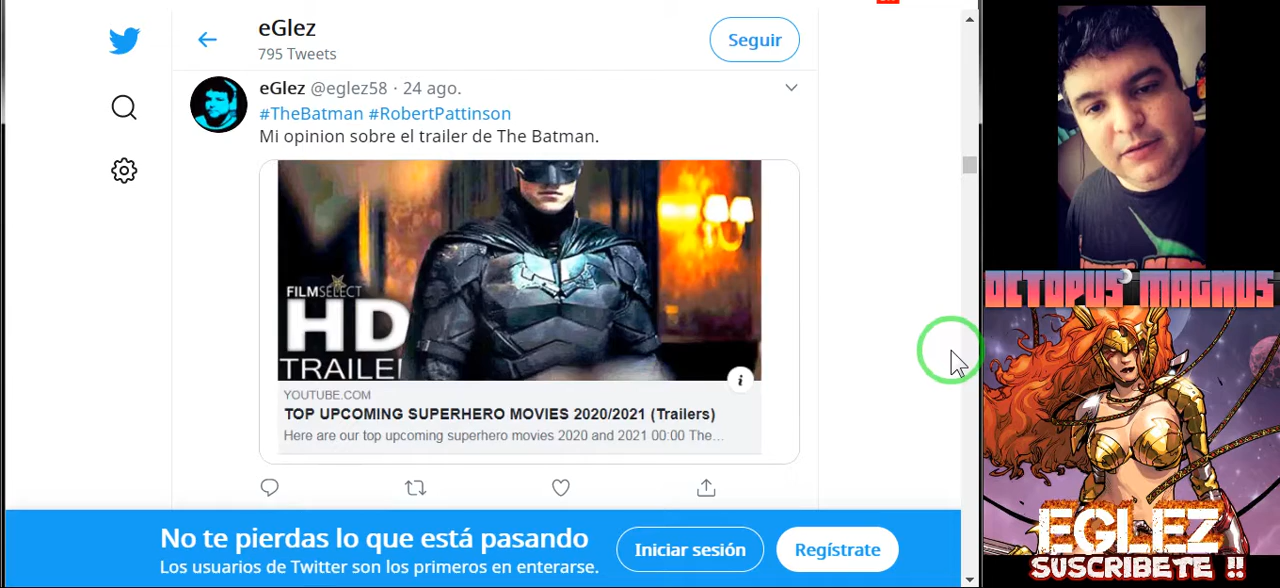 eGlez
795 Tweets
Seguir
eGlez @eglez58 · 24 ago.
#TheBatman #RobertPattinson
Mi opinion sobre el trailer de The Batman.
FILMSELECT
HD
TRAILER
YOUTUBE.COM
TOP UPCOMING SUPERHERO MOVIES 2020/2021 (Trailers)
Here are our top upcoming superhero movies 2020 and 2021 00:00 The...
No te pierdas lo que está pasando
Los usuarios de Twitter son los primeros en enterarse.
Iniciar sesión
Regístrate
OCTOPUS MAGNUS
EGLEZ
SUSCRIBETE !!